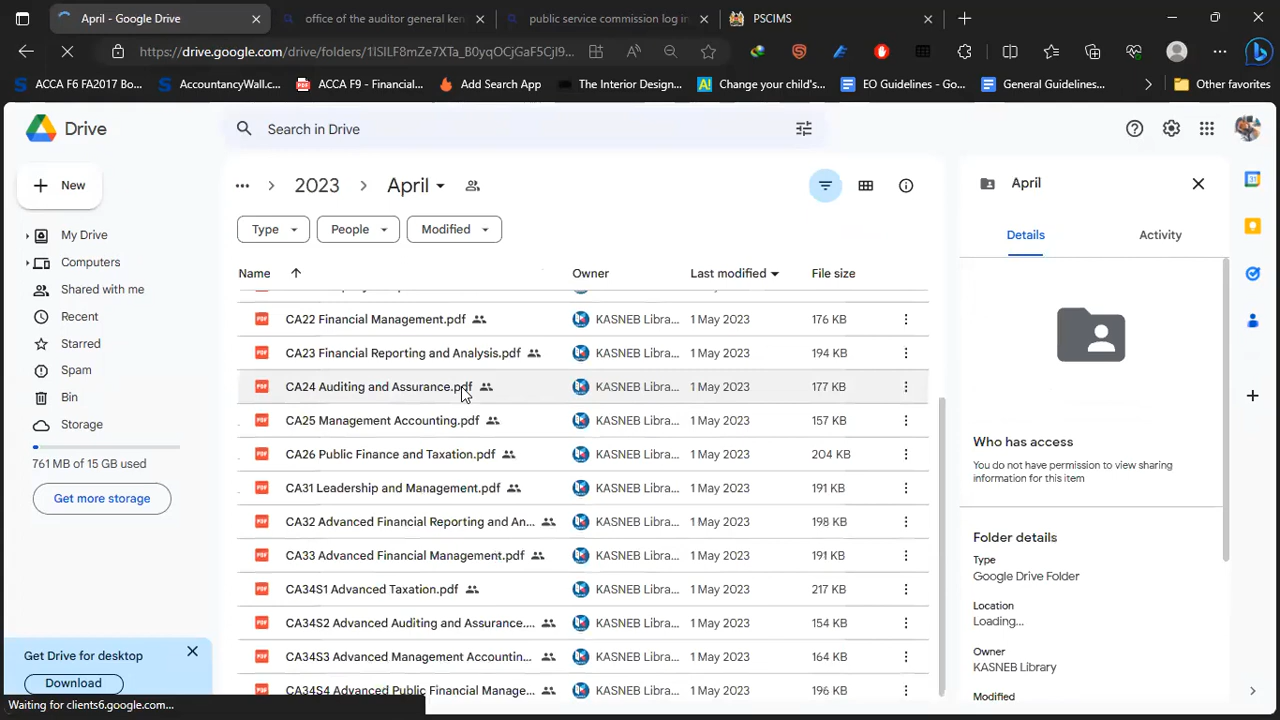 April - Google Drive
office of the auditor general ken
public service commission log in
PSCIMS
https://drive.google.com/drive/folders/1ISILF8mZe7XTa_B0yqOCjGaF5CjI9...
ACCA F6 FA2017 Bo...
AccountancyWall.c...
ACCA F9 - Financial...
Add Search App
The Interior Design...
Change your child's...
EO Guidelines - Go...
General Guidelines...
Other favorites
Drive
Search in Drive
New
My Drive
Computers
Shared with me
Recent
Starred
Spam
Bin
Storage
761 MB of 15 GB used
Get more storage
Get Drive for desktop
Download
Waiting for clients6.google.com...
2023
April
Type
People
Modified
Name
Owner
Last modified
File size
CA22 Financial Management.pdf KASNEB Libra... 1 May 2023 176 KB
CA23 Financial Reporting and Analysis.pdf KASNEB Libra... 1 May 2023 194 KB
CA24 Auditing and Assurance.pdf KASNEB Libra... 1 May 2023 177 KB
CA25 Management Accounting.pdf KASNEB Libra... 1 May 2023 157 KB
CA26 Public Finance and Taxation.pdf KASNEB Libra... 1 May 2023 204 KB
CA31 Leadership and Management.pdf KASNEB Libra... 1 May 2023 191 KB
CA32 Advanced Financial Reporting and An... KASNEB Libra... 1 May 2023 198 KB
CA33 Advanced Financial Management.pdf KASNEB Libra... 1 May 2023 191 KB
CA34S1 Advanced Taxation.pdf KASNEB Libra... 1 May 2023 217 KB
CA34S2 Advanced Auditing and Assurance.... KASNEB Libra... 1 May 2023 154 KB
CA34S3 Advanced Management Accountin... KASNEB Libra... 1 May 2023 164 KB
CA34S4 Advanced Public Financial Manage... KASNEB Libra... 1 May 2023 196 KB
April
Details
Activity
Who has access
You do not have permission to view sharing
information for this item
Folder details
Type
Google Drive Folder
Location
Loading...
Owner
KASNEB Library
Modified